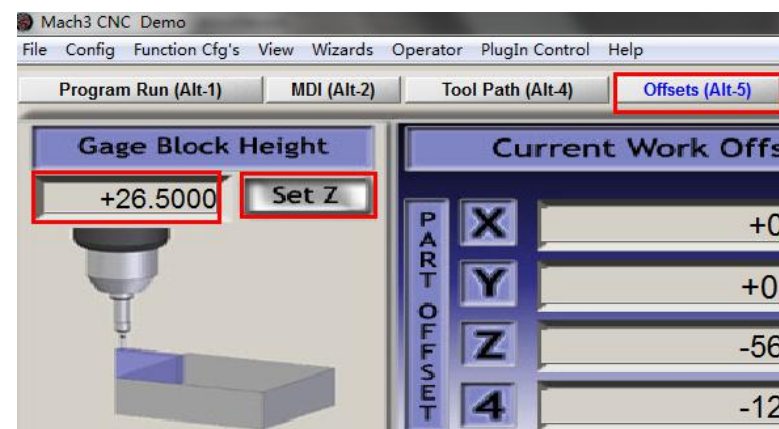 Mach3 CNC Demo
File Config Function Cfg's View Wizards Operator PlugIn Control Help
Program Run (Alt-1) MDI (Alt-2) Tool Path (Alt-4) Offsets (Alt-5)
Gage Block Height
+26.5000 Set Z
Current Work Offs
PART OFFSET
X +0
Y +0
Z -56
4 -12